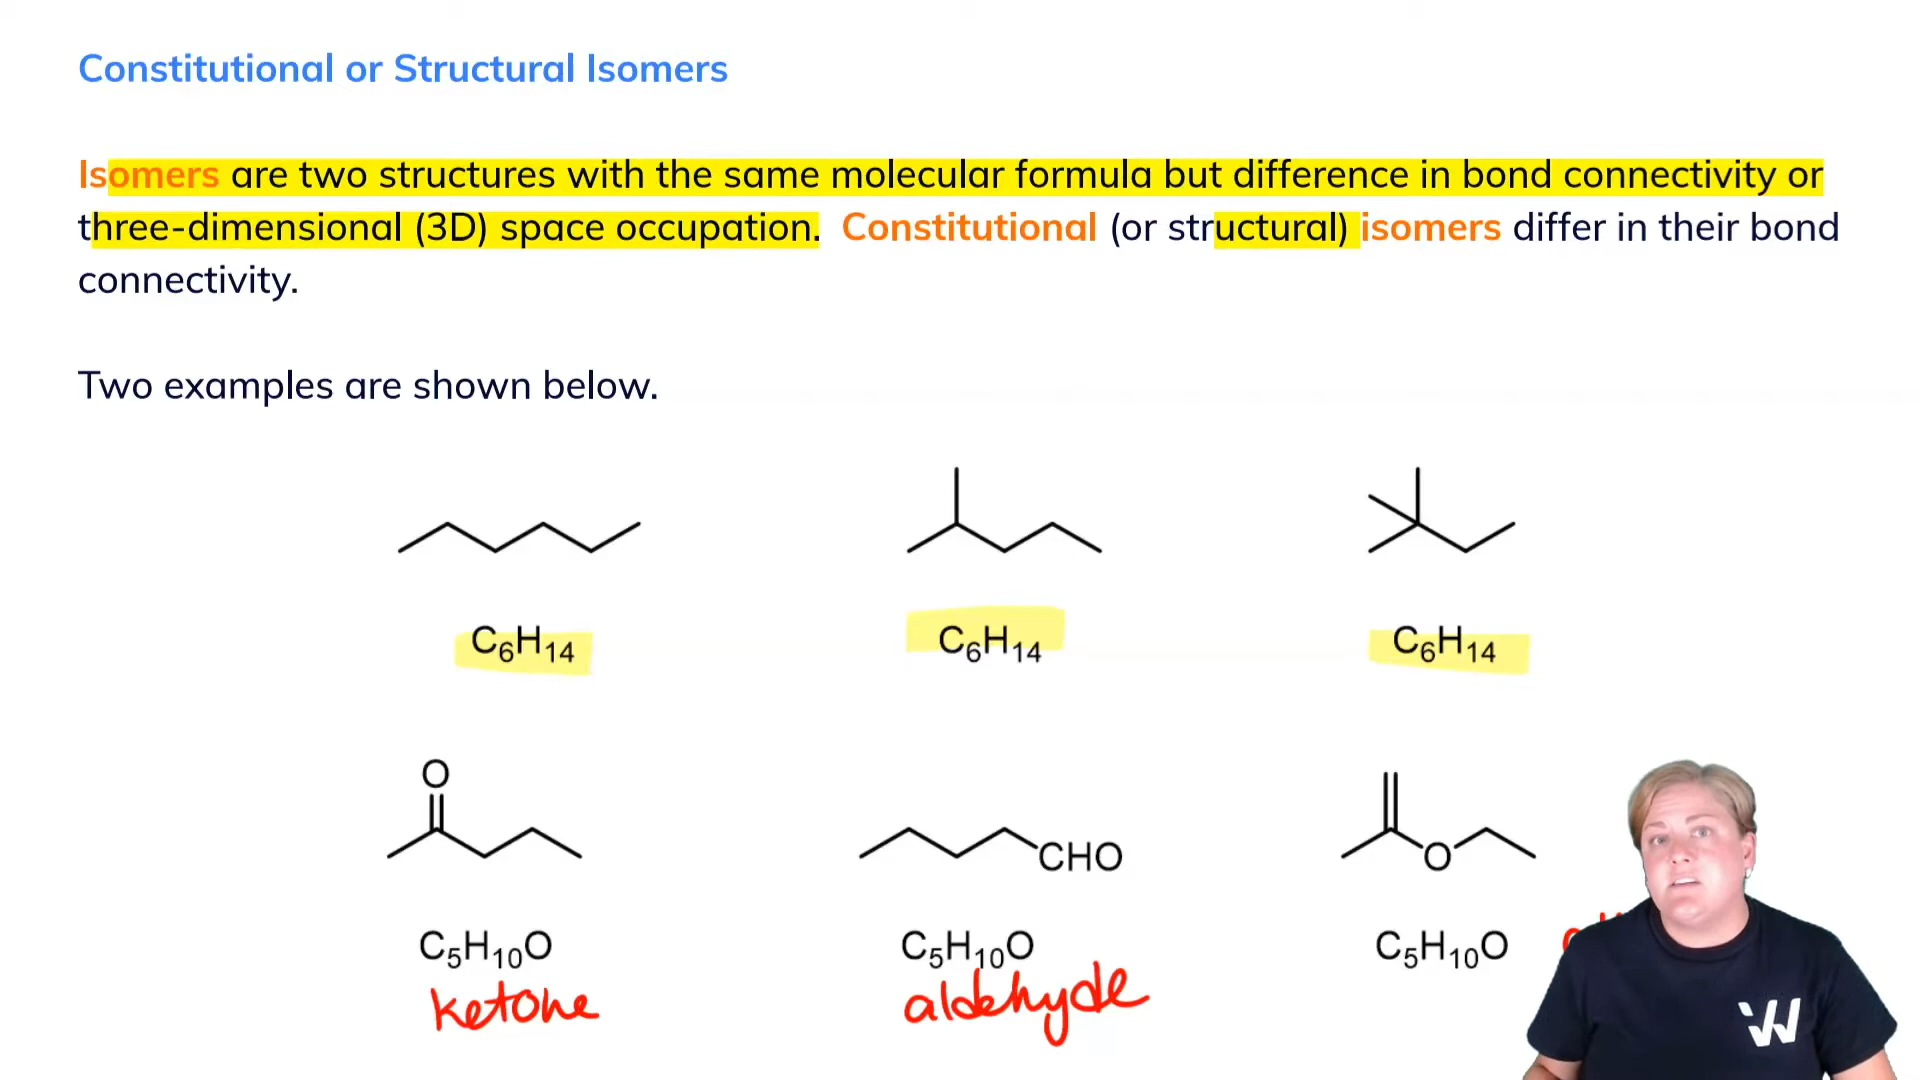 Constitutional or Structural Isomers
Isomers are two structures with the same molecular formula but difference in bond connectivity or
three-dimensional (3D) space occupation. Constitutional (or structural) isomers differ in their bond
connectivity.
Two examples are shown below.
C₆H₁₄ C₆H₁₄ C₆H₁₄
O
CHO O
C₅H₁₀O C₅H₁₀O C₅H₁₀O
ketone aldehyde
W